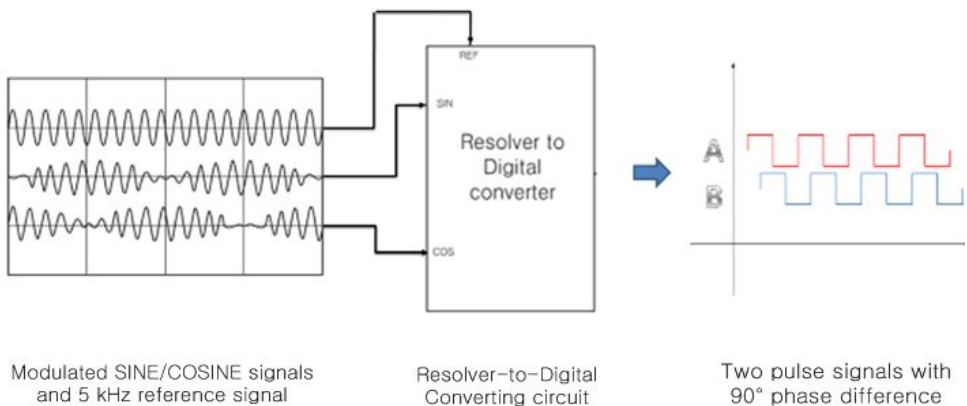 REF
SIN
Resolver to
Digital
converter
COS
A
B
Modulated SINE/COSINE signals
and 5 kHz reference signal
Resolver-to-Digital
Converting circuit
Two pulse signals with
90° phase difference